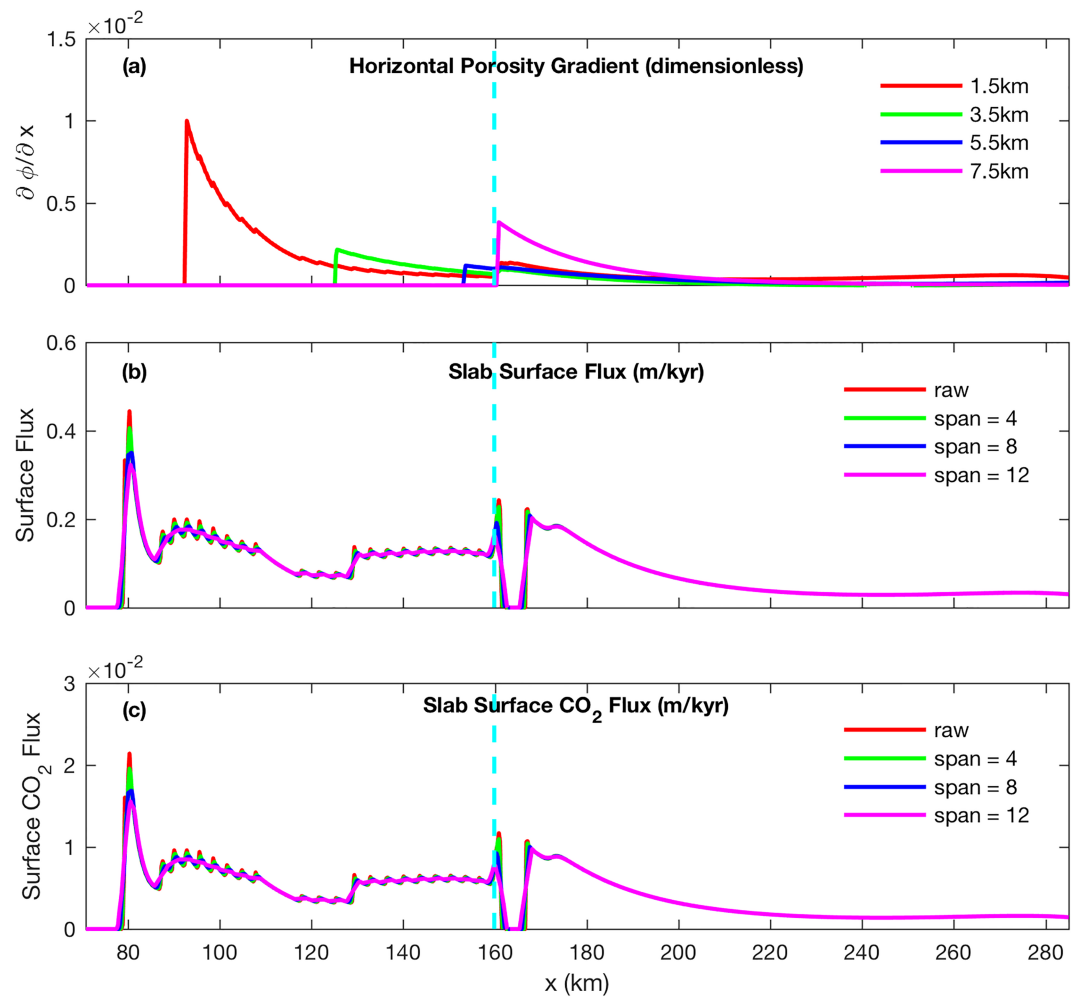 ×10⁻²
1.5
(a)
Horizontal Porosity Gradient (dimensionless)
1.5km
3.5km
5.5km
7.5km
1
0.5
0
∂ ϕ/∂ x
0.6
(b)
Slab Surface Flux (m/kyr)
raw
span = 4
span = 8
span = 12
0.4
0.2
0
Surface Flux
×10⁻²
3
(c)
Slab Surface CO₂ Flux (m/kyr)
raw
span = 4
span = 8
span = 12
2
1
0
Surface CO₂ Flux
80 100 120 140 160 180 200 220 240 260 280
x (km)